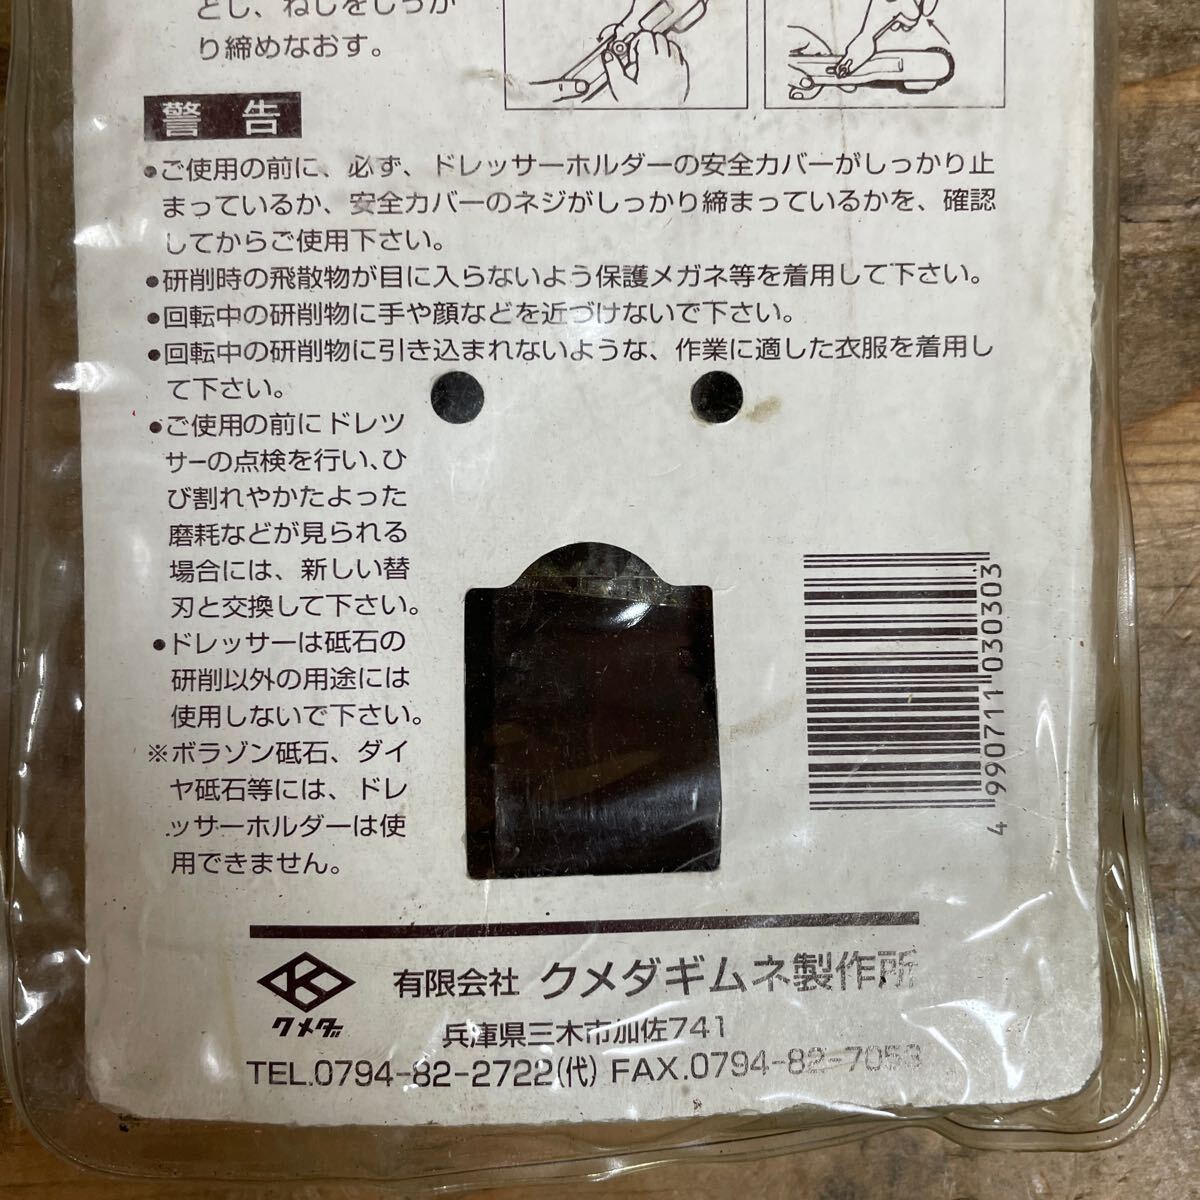 とし、ねじをしっか
り締めなおす。
警告
●ご使用の前に、必ず、ドレッサーホルダーの安全カバーがしっかり止
まっているか、安全カバーのネジがしっかり締まっているかを、確認
してからご使用下さい。
●研削時の飛散物が目に入らないよう保護メガネ等を着用して下さい。
●回転中の研削物に手や顔などを近づけないで下さい。
●回転中の研削物に引き込まれないような、作業に適した衣服を着用し
て下さい。
●ご使用の前にドレッ
サーの点検を行い、ひ
び割れやかたよった
磨耗などが見られる
場合には、新しい替
刃と交換して下さい。
●ドレッサーは砥石の
研削以外の用途には
使用しないで下さい。
※ボラゾン砥石、ダイ
ヤ砥石等には、ドレ
ッサーホルダーは使
用できません。
4 990711 030303
クメダ
有限会社 クメダギムネ製作所
兵庫県三木市加佐741
TEL.0794-82-2722(代) FAX.0794-82-7053